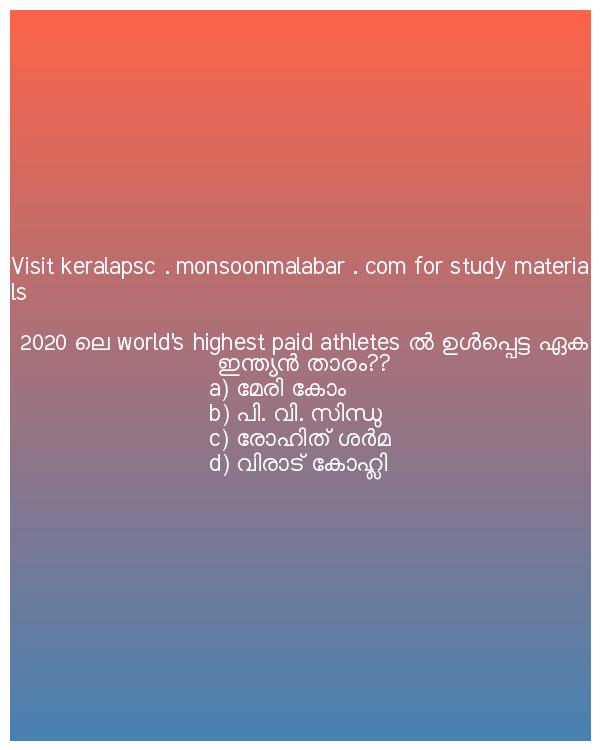 Visit keralapsc . monsoonmalabar . com for study materia
ls
2020 ലെ world's highest paid athletes ൽ ഉൾപ്പെട്ട ഏക
ഇന്ത്യൻ താരം??
a) മേരി കോം
b) പി. വി. സിന്ധു
c) രോഹിത് ശർമ
d) വിരാട് കോഹ്ലി